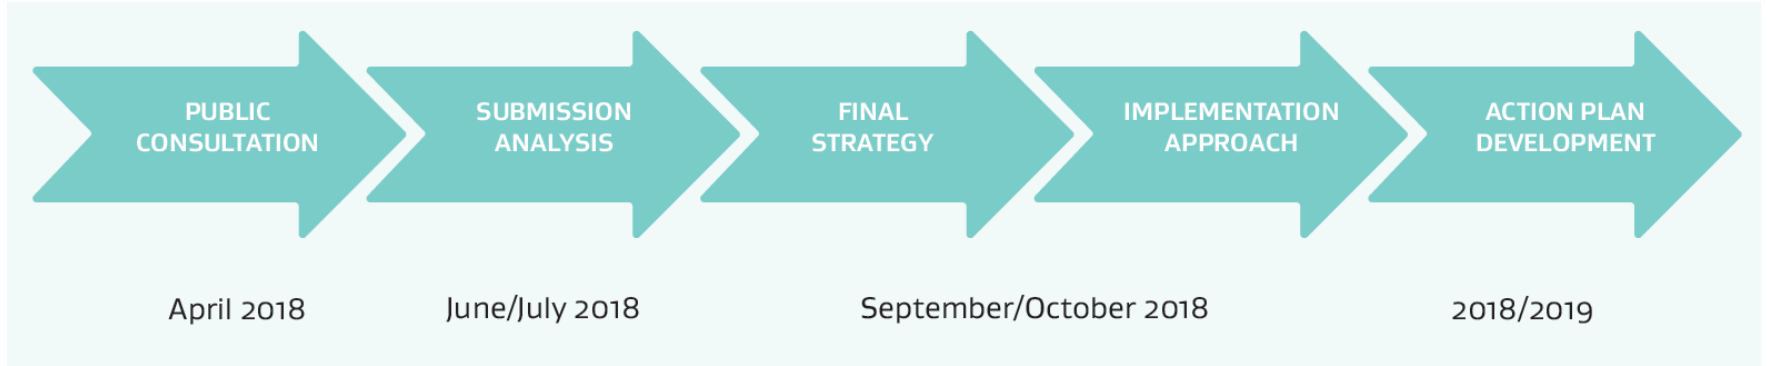 PUBLIC
CONSULTATION
SUBMISSION
ANALYSIS
FINAL
STRATEGY
IMPLEMENTATION
APPROACH
ACTION PLAN
DEVELOPMENT
April 2018
June/July 2018
September/October 2018
2018/2019